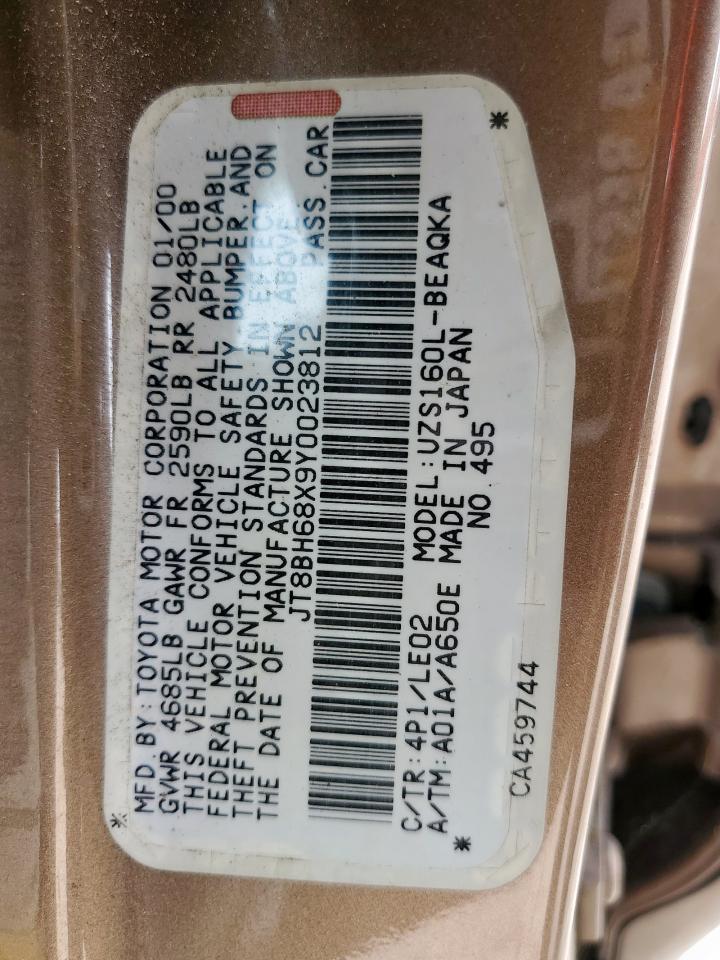 MFD. BY: TOYOTA MOTOR CORPORATION 01/00
GVWR 4685LB GAWR FR 2590LB RR 2480LB
THIS VEHICLE CONFORMS TO ALL APPLICABLE
FEDERAL MOTOR VEHICLE SAFETY, BUMPER, AND
THEFT PREVENTION STANDARDS IN EFFECT ON
THE DATE OF MANUFACTURE SHOWN ABOVE.
JT8BH68X9Y0023812 PASS. CAR
C/TR: 4P1/LE02 MODEL: UZS160L-BEAQKA
A/TM: A01A/A650E MADE IN JAPAN
NO. 495
CA459744